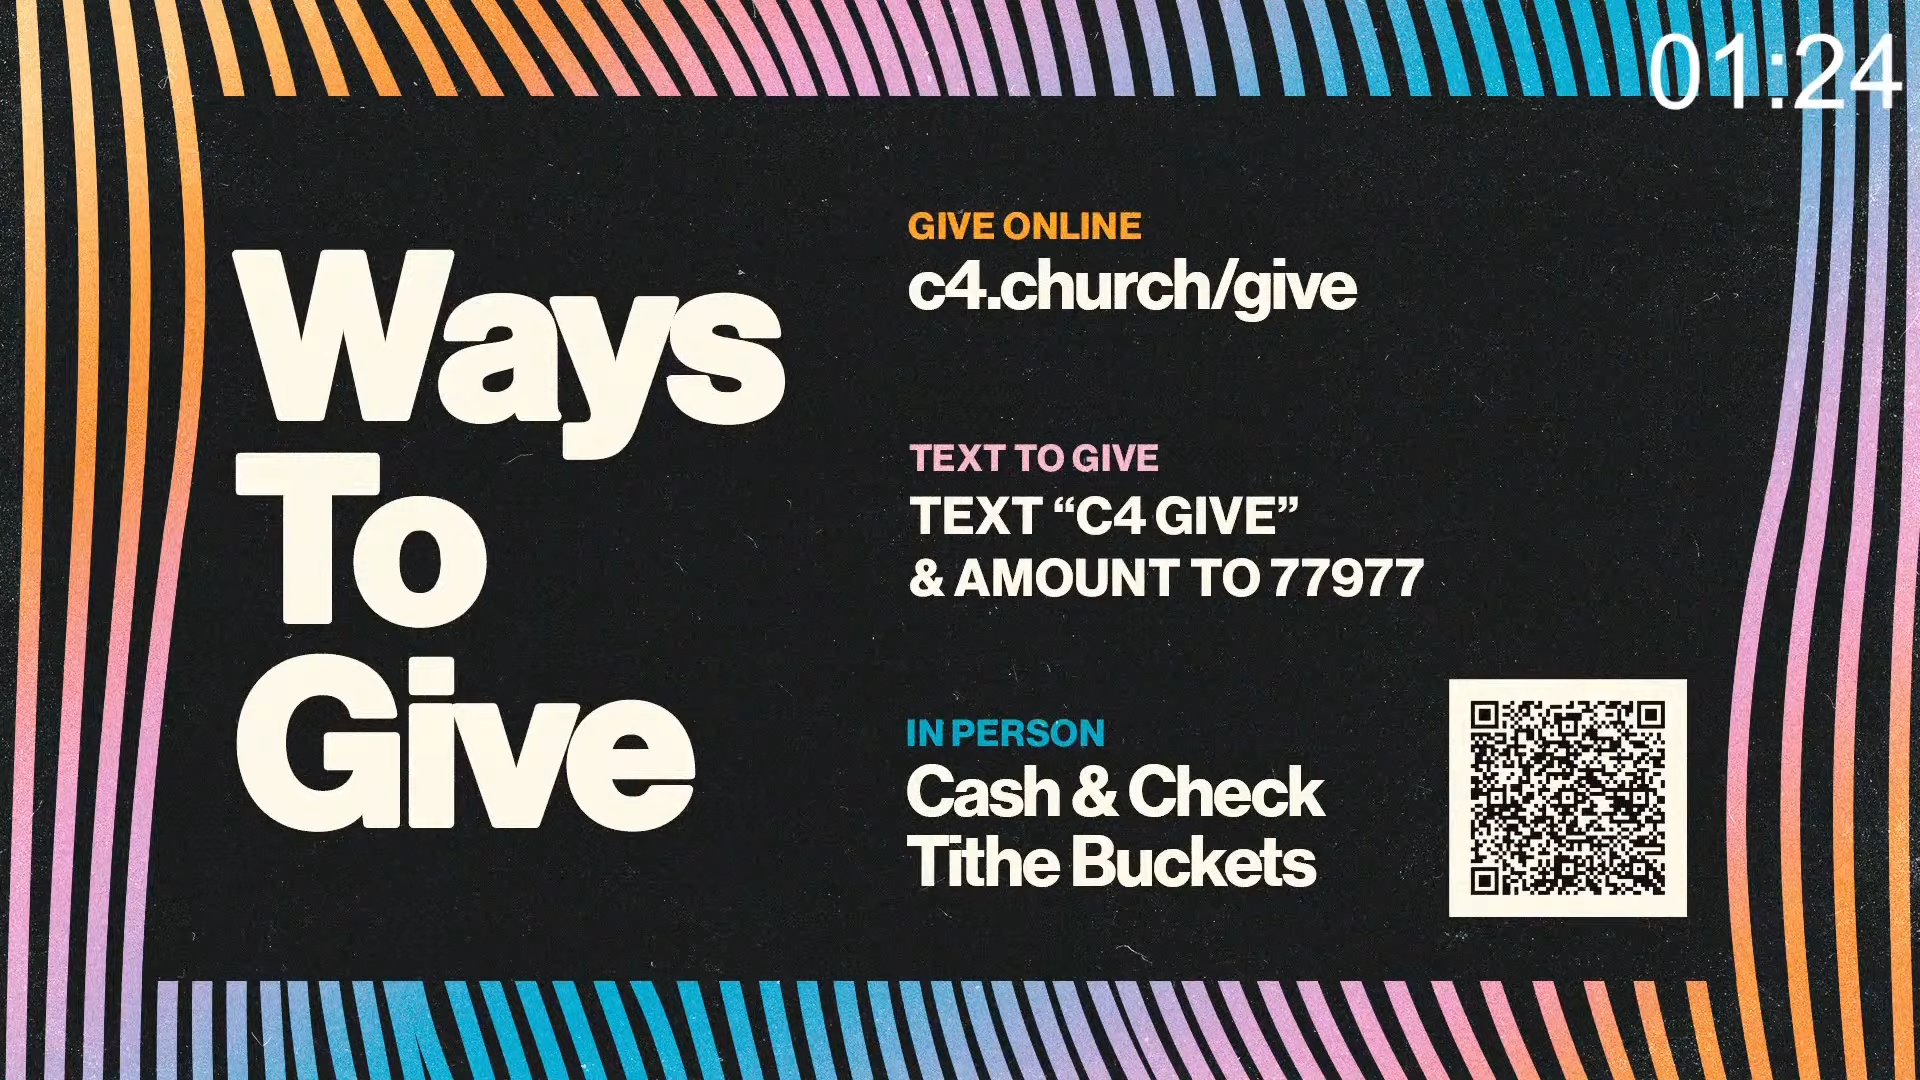 01:24
Ways
To
Give
GIVE ONLINE
c4.church/give
TEXT TO GIVE
TEXT “C4 GIVE”
& AMOUNT TO 77977
IN PERSON
Cash & Check
Tithe Buckets